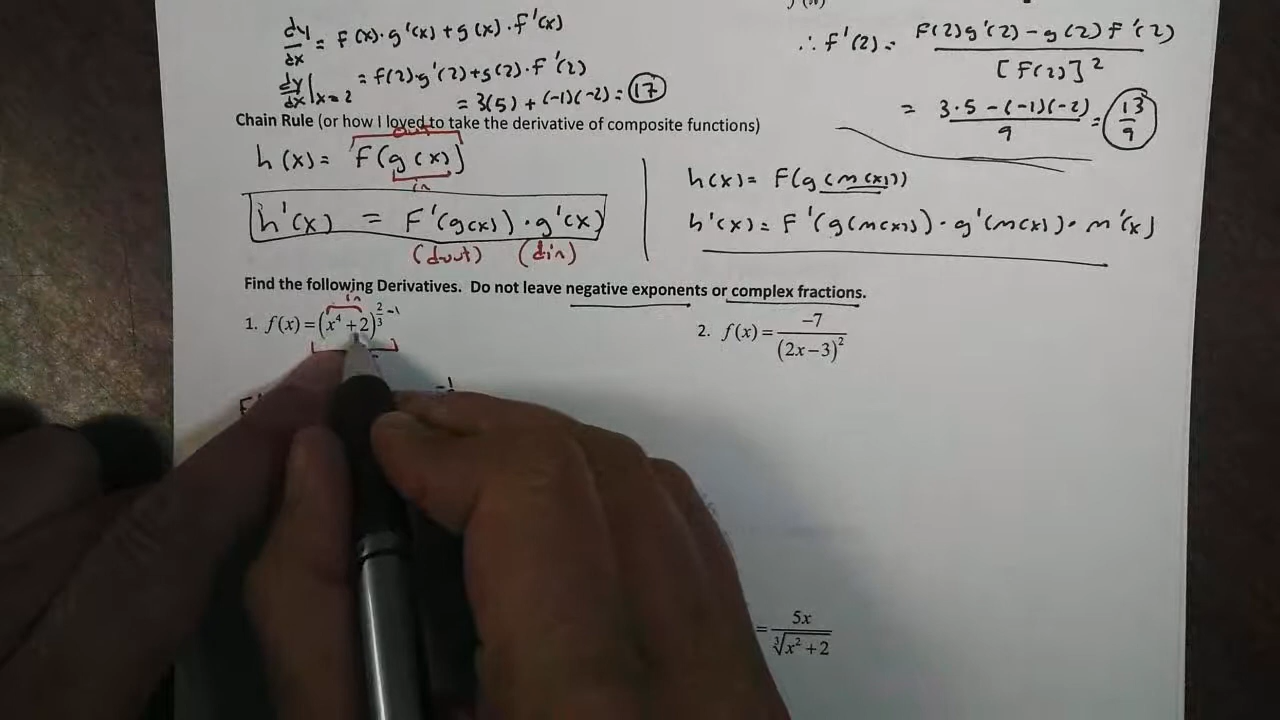 dy/dx = F(x)·g'(x)+g(x)·F'(x)
dy/dx|x=2 = f(2)·g'(2)+g(2)·F'(2)
= 3(5)+(-1)(-2) = 17
∴ f'(2) = F(2)g'(2)-g(2)F'(2) / [F(2)]²
= 3·5-(-1)(-2) / 9 = 13/9
Chain Rule (or how I loved to take the derivative of composite functions)
out
h(x) = F(g(x))
in
h'(x) = F'(g(x))·g'(x)
(dout) (din)
h(x) = F(g(m(x)))
h'(x) = F'(g(m(x)))·g'(m(x))·m'(x)
Find the following Derivatives. Do not leave negative exponents or complex fractions.
in
1. f(x)=(x⁴+2)^(2/3) -1
2. f(x)= -7/(2x-3)²
= 5x/∛(x²+2)